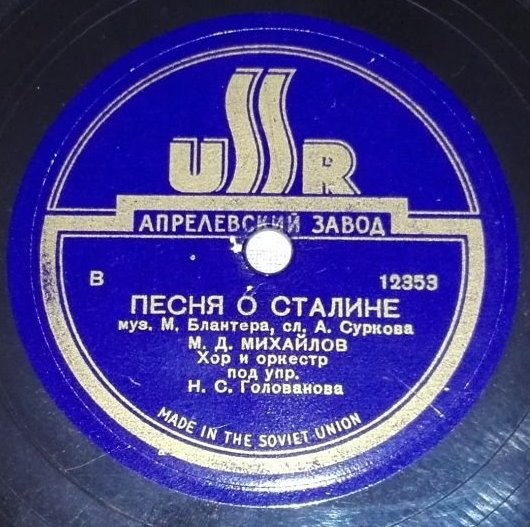 USSR
АПРЕЛЕВСКИЙ ЗАВОД
В 12353
ПЕСНЯ О СТАЛИНЕ
муз. М. Блантера, сл. А. Суркова
М. Д. МИХАЙЛОВ
Хор и оркестр
под упр.
Н. С. Голованова
MADE IN THE SOVIET UNION